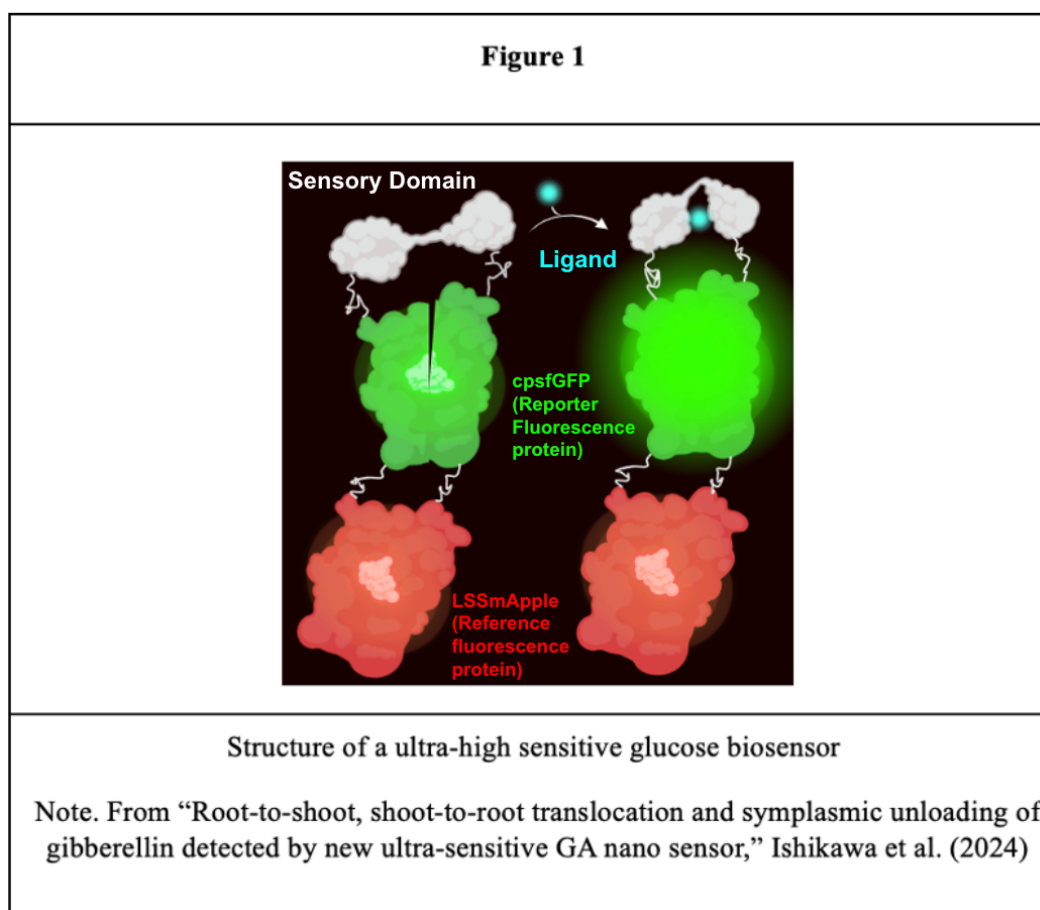 Figure 1
Sensory Domain
Ligand
cpsfGFP
(Reporter
Fluorescence
protein)
LSSmApple
(Reference
fluorescence
protein)
Structure of a ultra-high sensitive glucose biosensor
Note. From “Root-to-shoot, shoot-to-root translocation and symplasmic unloading of
gibberellin detected by new ultra-sensitive GA nano sensor,” Ishikawa et al. (2024)